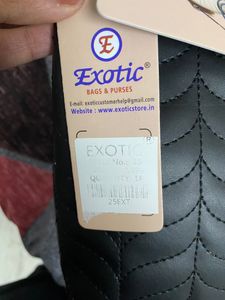 E
Exotic®
BAGS & PURSES
E-mail: exoticcustomerhelp@gmail.com
Website : www.exoticstore.in
EXOTIC
25EXT